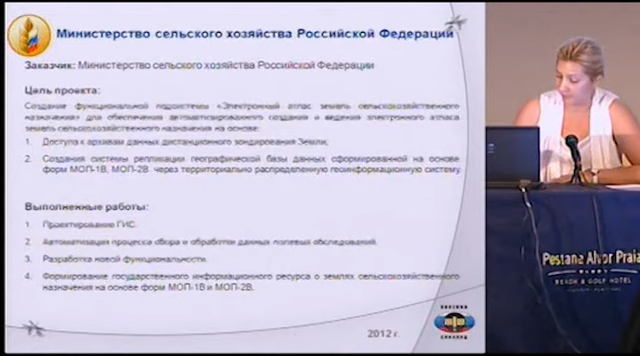 Министерство сельского хозяйства Российской Федерации
Заказчик: Министерство сельского хозяйства Российской Федерации
Цель проекта:
Создание функциональной подсистемы «Электронный атлас земель сельскохозяйственного
назначения» для обеспечения автоматизированного создания и ведения электронного атласа
земель сельскохозяйственного назначения на основе:
1. Доступа к архивам данных дистанционного зондирования Земли;
2. Создания системы репликации географической базы данных сформированной на основе
форм МОП-1В, МОП-2В через территориально распределенную геоинформационную систему.
Выполненные работы:
1. Проектирование ГИС.
2. Автоматизация процесса сбора и обработки данных полевых обследований.
3. Разработка новой функциональности.
4. Формирование государственного информационного ресурса о землях сельскохозяйственного
назначения на основе форм МОП-1В и МОП-2В.
2012 г.
Pestana Alvor Praia
BEACH & GOLF HOTEL